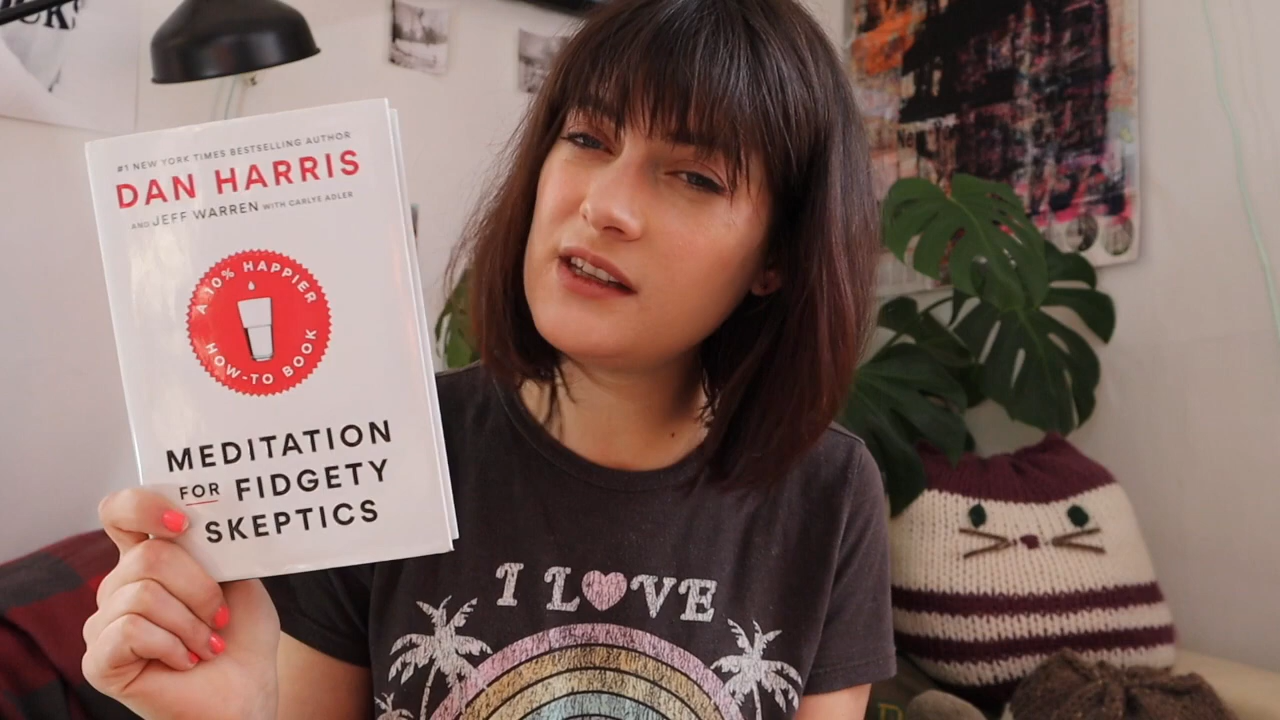 #1 NEW YORK TIMES BESTSELLING AUTHOR
DAN HARRIS
AND JEFF WARREN WITH CARLYE ADLER
A 10% HAPPIER
HOW-TO BOOK
MEDITATION
FOR FIDGETY
SKEPTICS
I LOVE